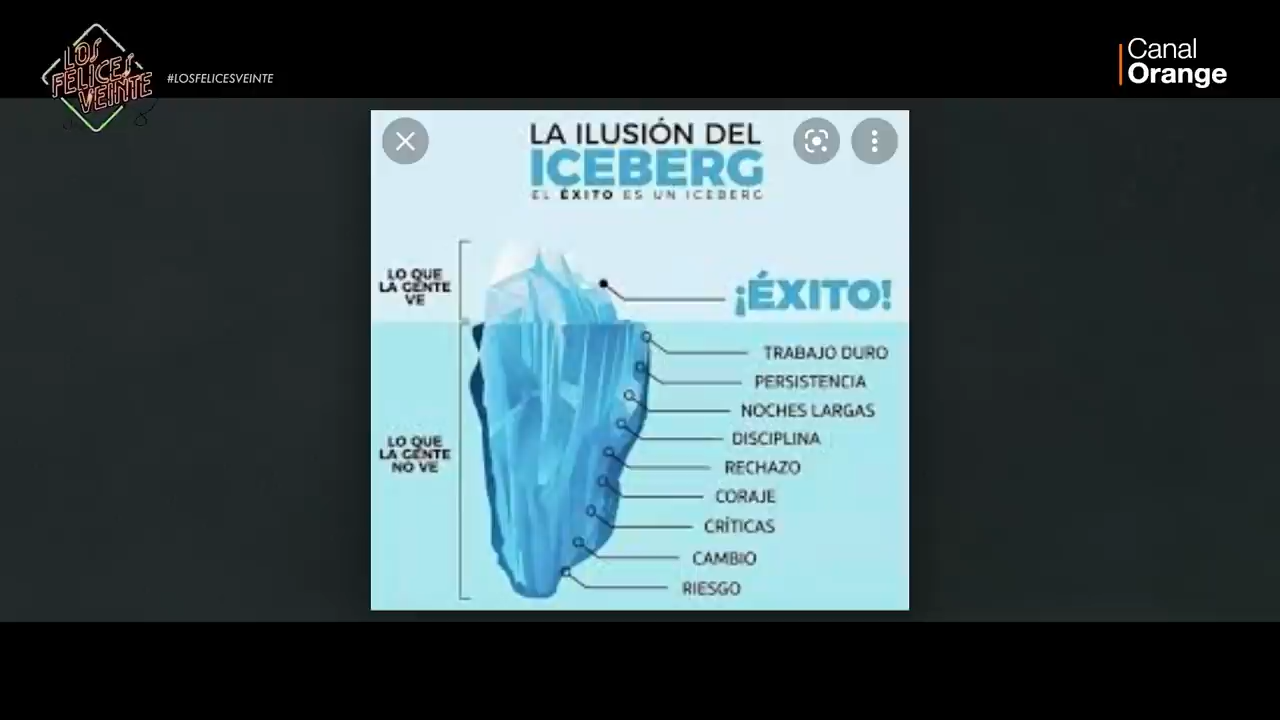 LOS
FELICES
VEINTE
#LOSFELICESVEINTE
Canal
Orange
LA ILUSIÓN DEL
ICEBERG
EL ÉXITO ES UN ICEBERG
LO QUE
LA GENTE
VE
¡ÉXITO!
LO QUE
LA GENTE
NO VE
TRABAJO DURO
PERSISTENCIA
NOCHES LARGAS
DISCIPLINA
RECHAZO
CORAJE
CRÍTICAS
CAMBIO
RIESGO